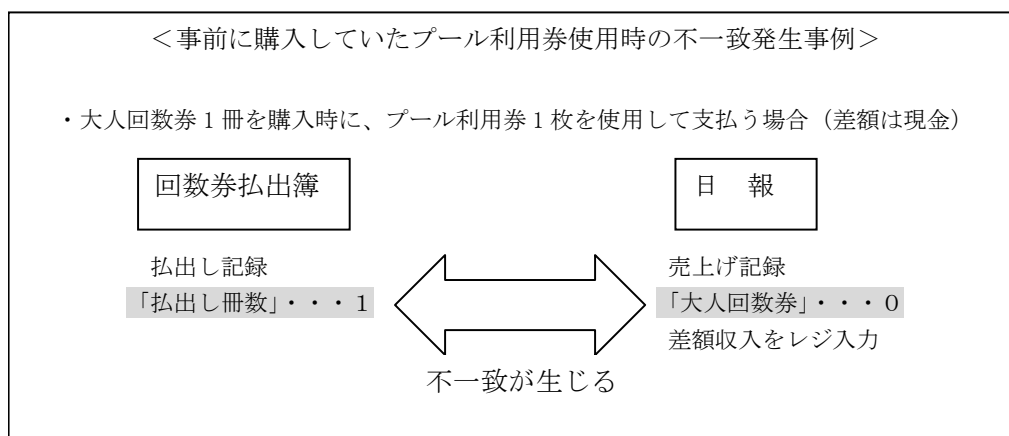 ＜事前に購入していたプール利用券使用時の不一致発生事例＞
・大人回数券１冊を購入時に、プール利用券１枚を使用して支払う場合（差額は現金）
回数券払出簿
日　報
払出し記録
売上げ記録
「払出し冊数」・・・１
「大人回数券」・・・０
差額収入をレジ入力
不一致が生じる